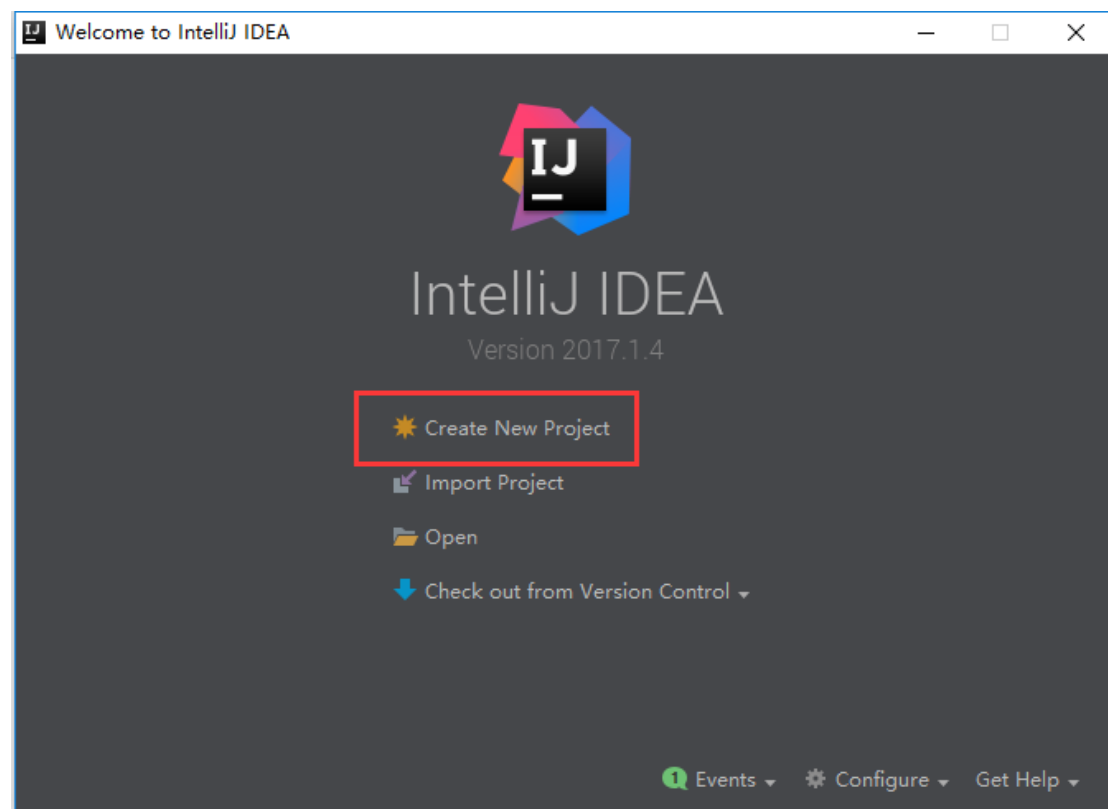 Welcome to IntelliJ IDEA
IJ
IntelliJ IDEA
Version 2017.1.4
Create New Project
Import Project
Open
Check out from Version Control
1 Events Configure Get Help